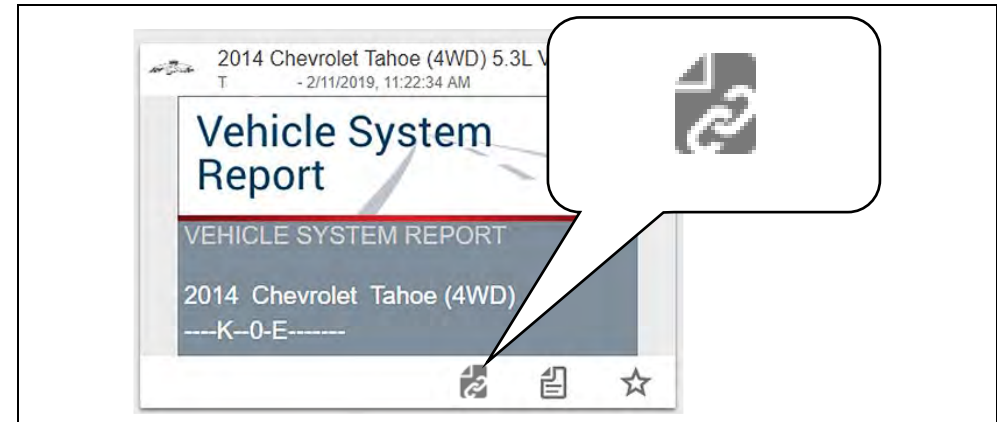 2014 Chevrolet Tahoe (4WD) 5.3L V
T - 2/11/2019, 11:22:34 AM
Vehicle System
Report
VEHICLE SYSTEM REPORT
2014 Chevrolet Tahoe (4WD)
----K--0-E-------